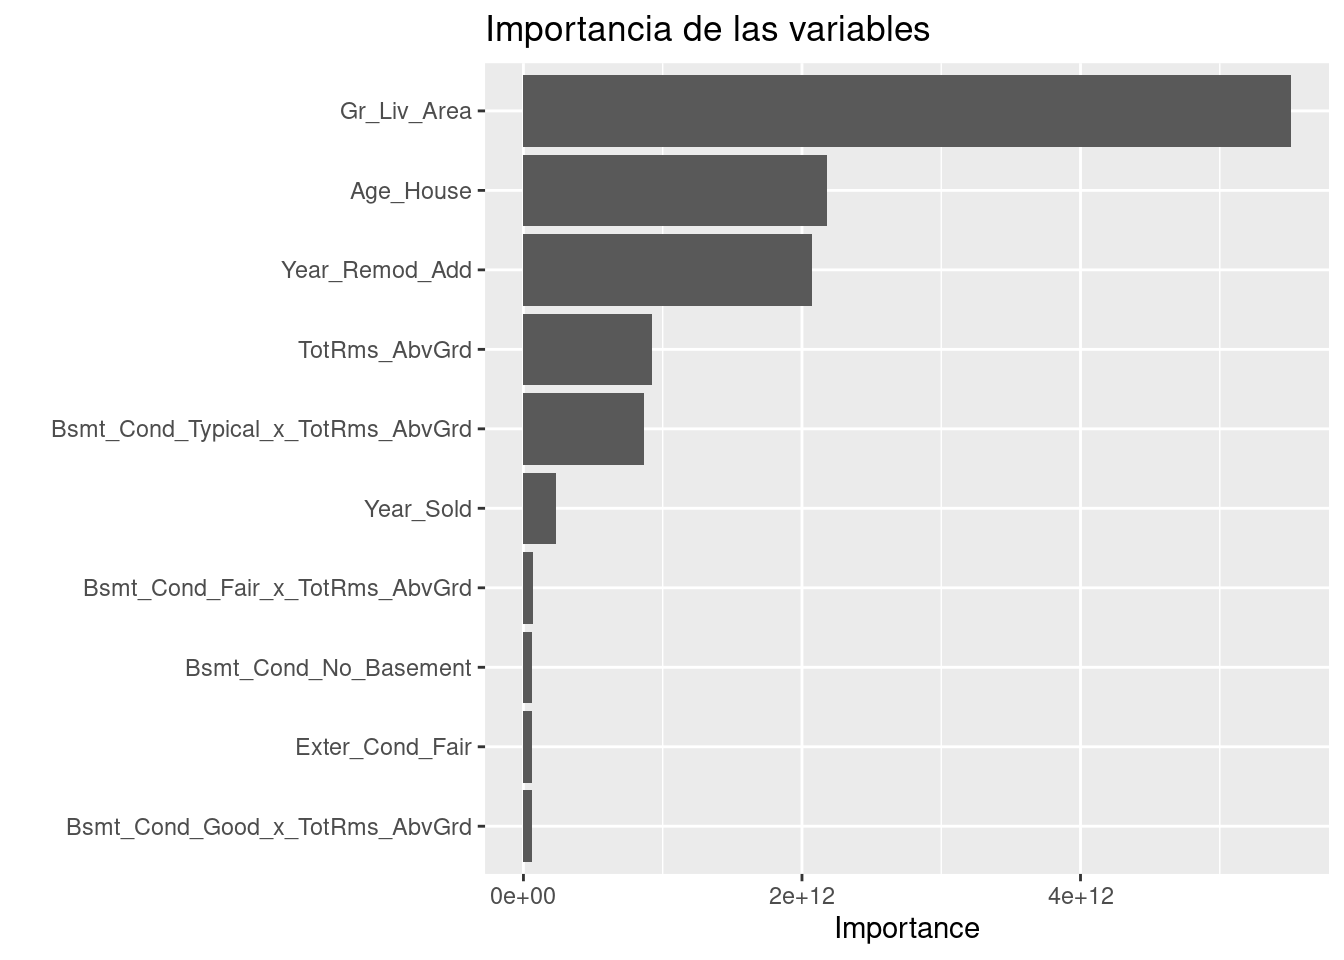 Importancia de las variables
Gr_Liv_Area
Age_House
Year_Remod_Add
TotRms_AbvGrd
Bsmt_Cond_Typical_x_TotRms_AbvGrd
Year_Sold
Bsmt_Cond_Fair_x_TotRms_AbvGrd
Bsmt_Cond_No_Basement
Exter_Cond_Fair
Bsmt_Cond_Good_x_TotRms_AbvGrd
0e+00 2e+12 4e+12
Importance